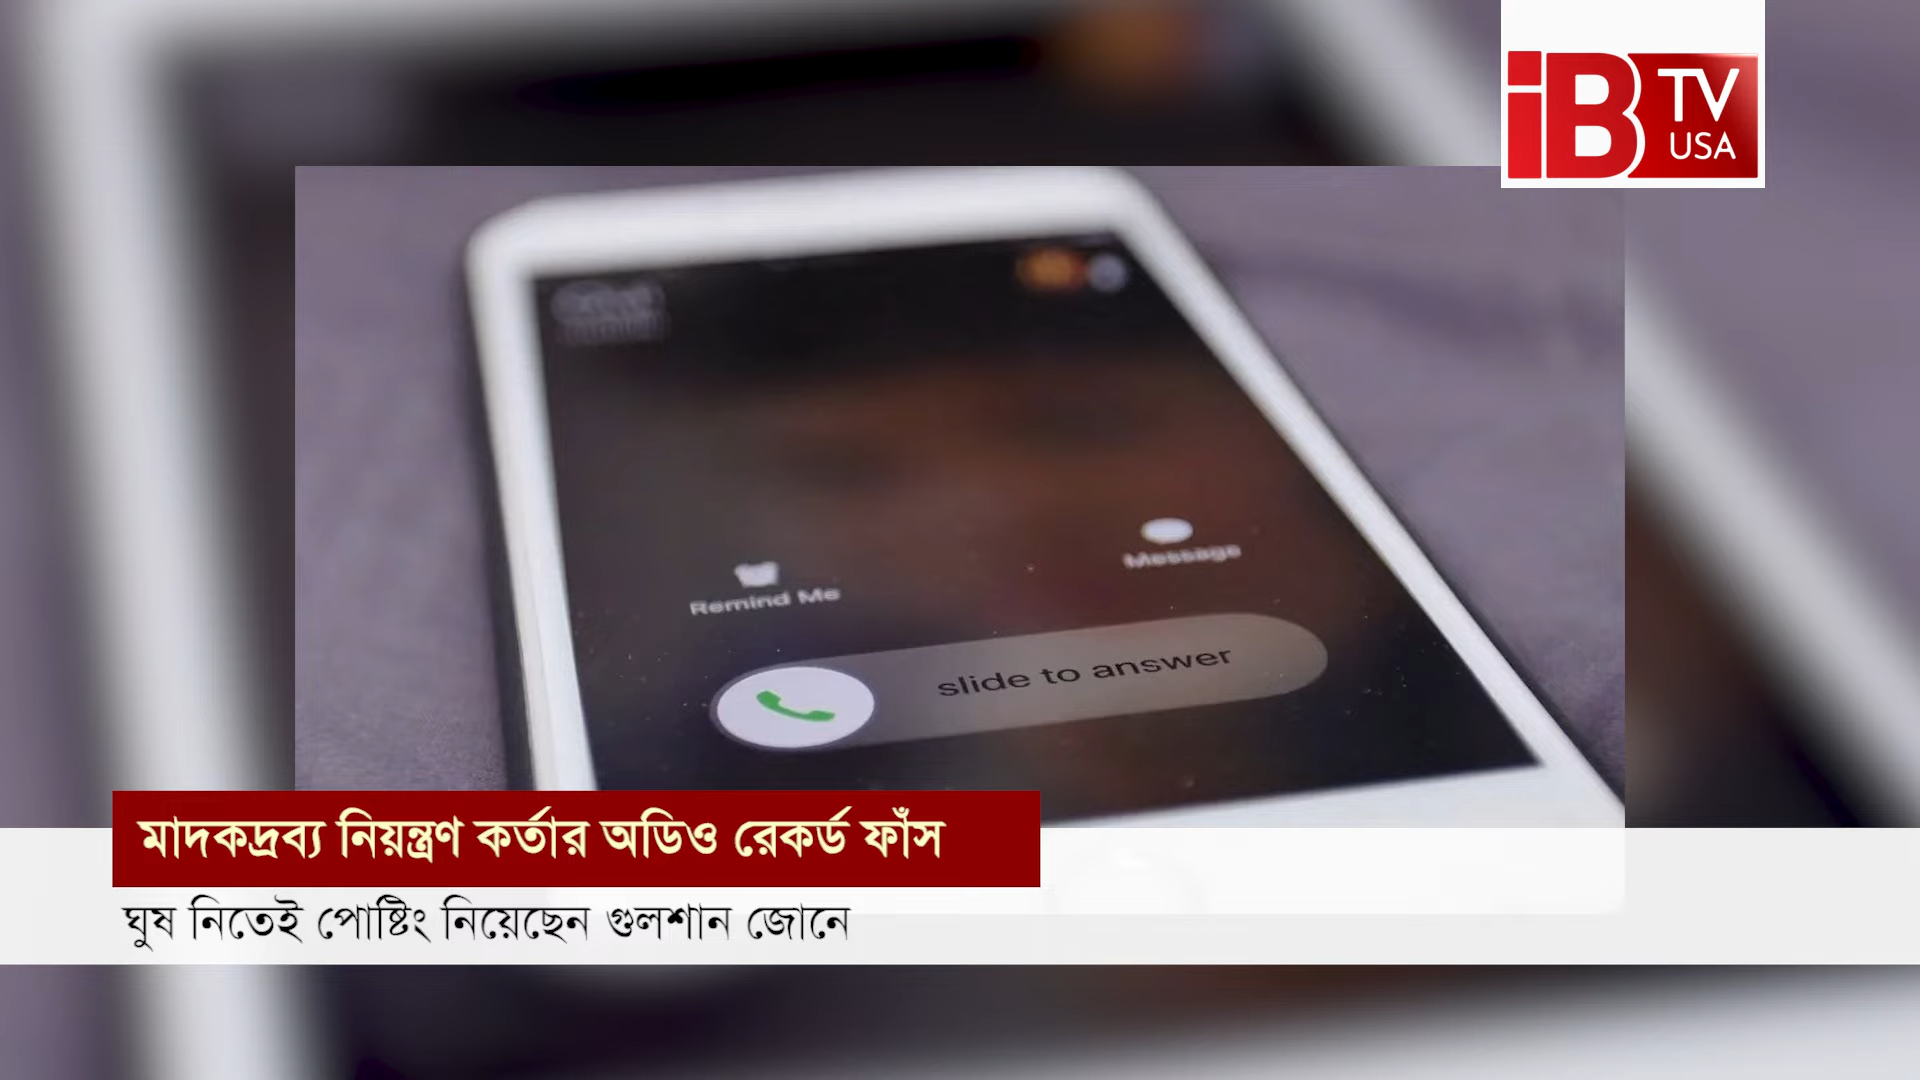 iB TV
USA
Remind Me
Message
slide to answer
মাদকদ্রব্য নিয়ন্ত্রণ কর্তার অডিও রেকর্ড ফাঁস
ঘুষ নিতেই পোষ্টিং নিয়েছেন গুলশান জোনে